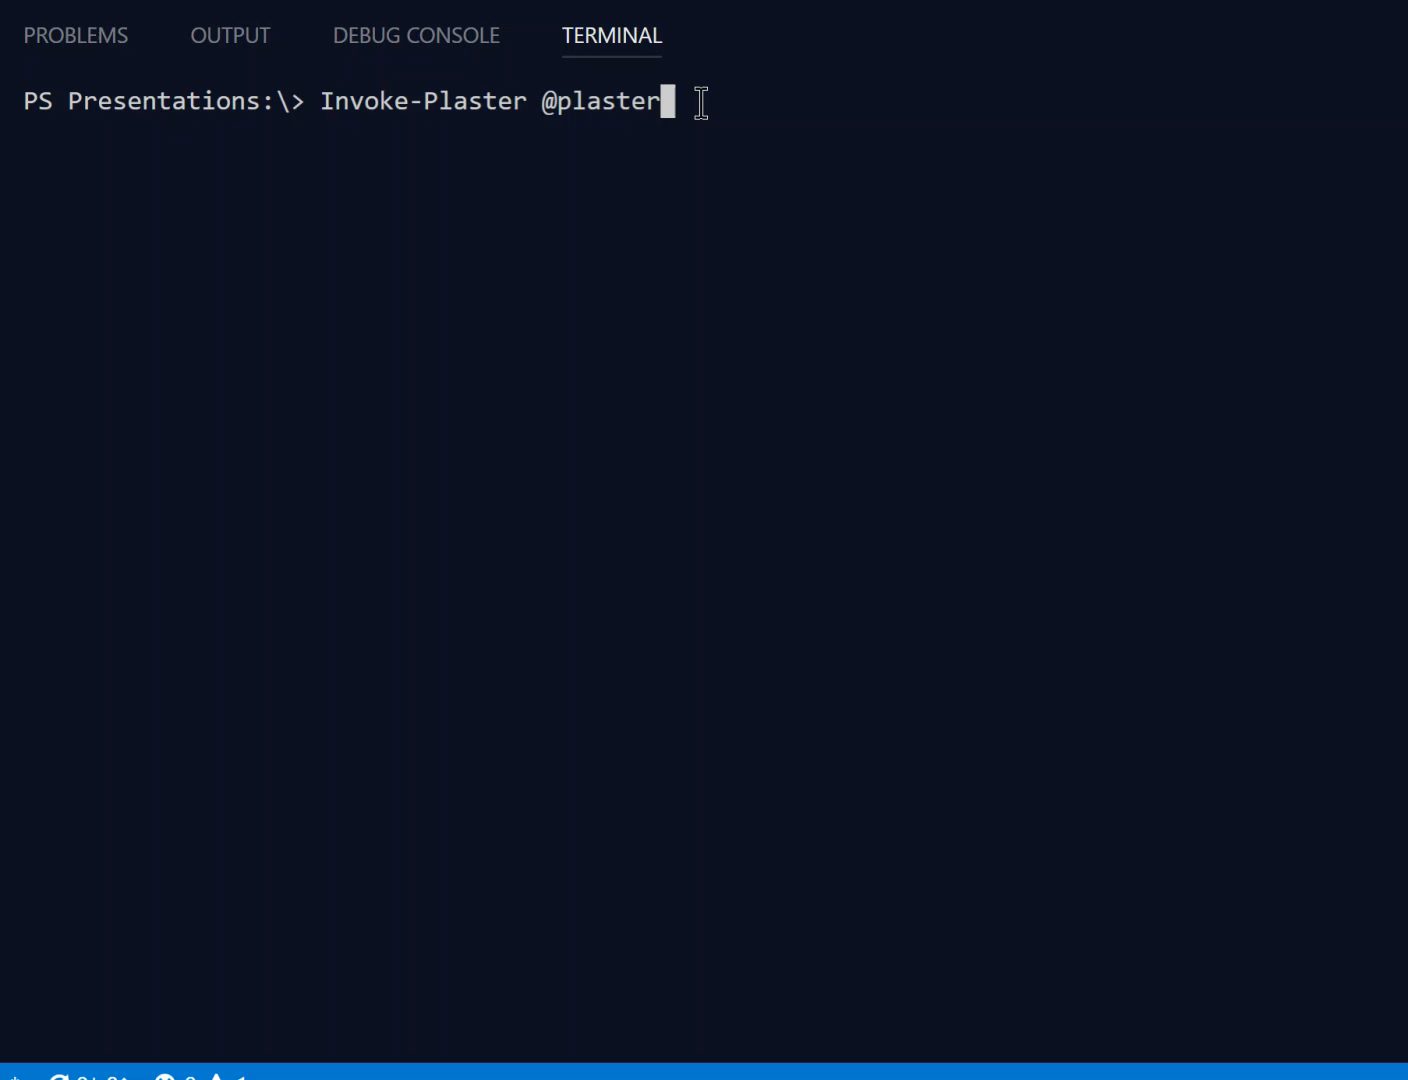 PROBLEMS OUTPUT DEBUG CONSOLE TERMINAL
PS Presentations:\> Invoke-Plaster @plaster